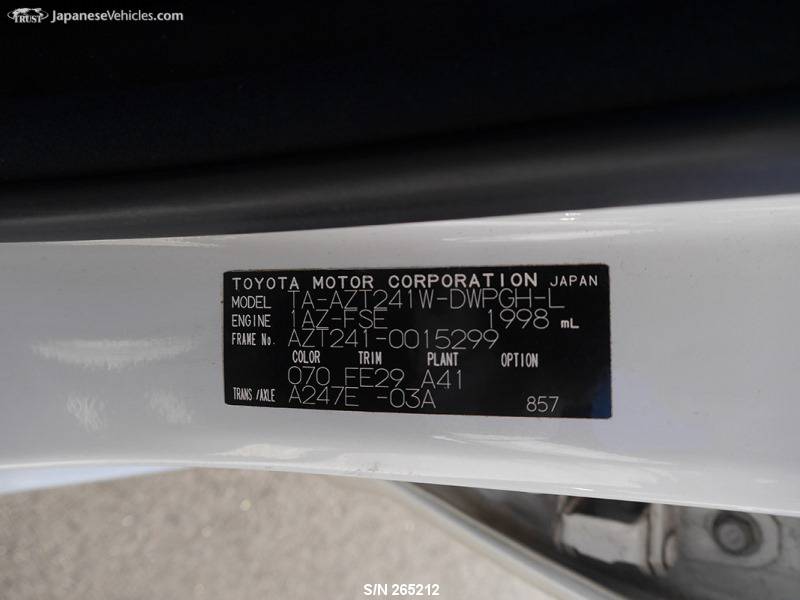 TRUST JapaneseVehicles.com
TOYOTA MOTOR CORPORATION JAPAN
MODEL TA-AZT241W-DWPGH-L
ENGINE 1AZ-FSE 1998 mL
FRAME No. AZT241-0015299
COLOR TRIM PLANT OPTION
070 FE29 A41
TRANS./AXLE A247E -03A 857
S/N 265212